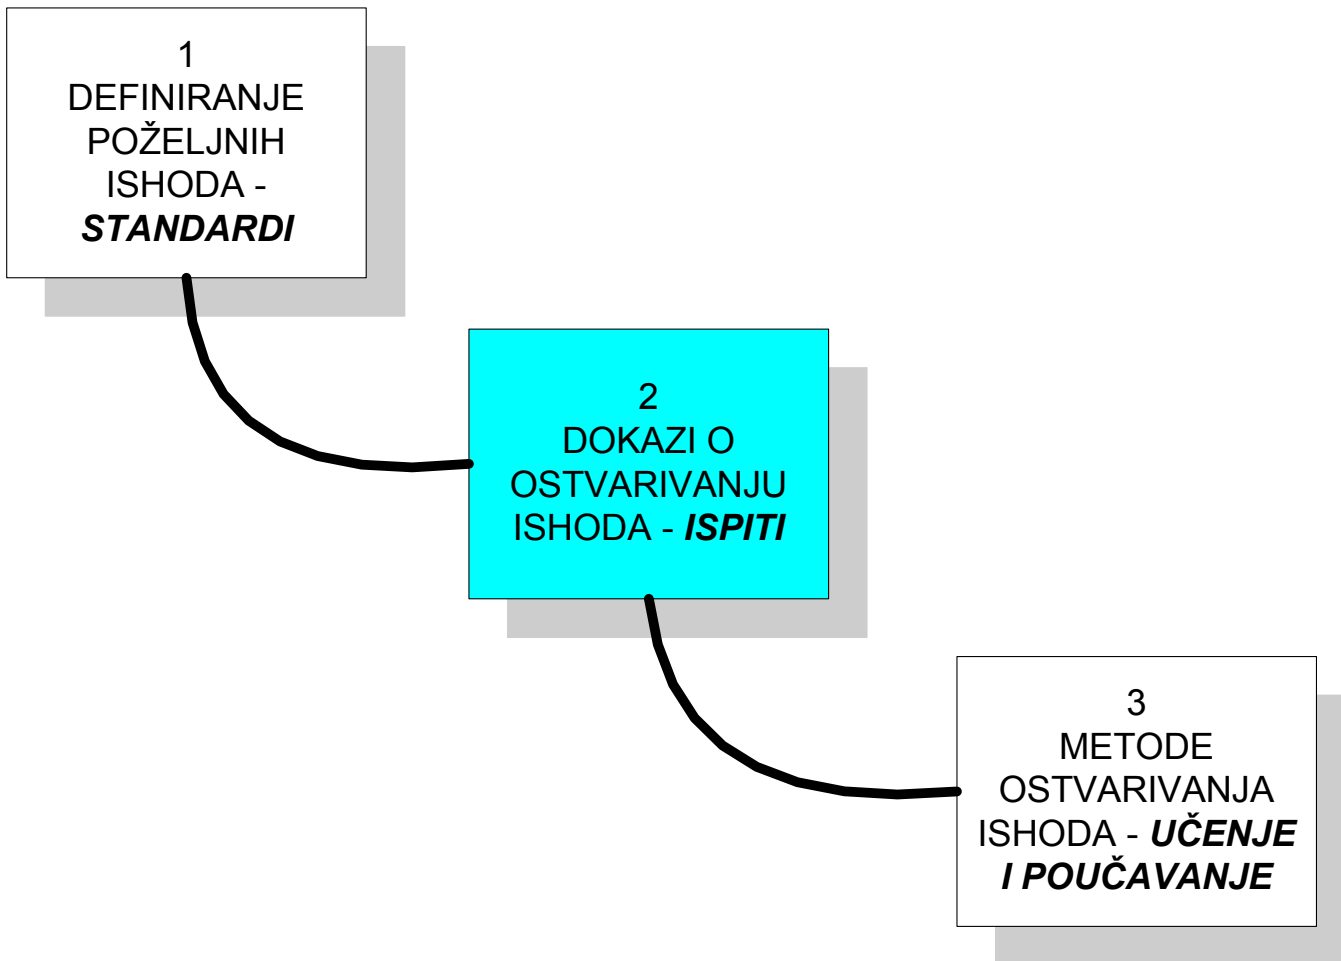 1
DEFINIRANJE
POŽELJNIH
ISHODA -
STANDARDI
2
DOKAZI O
OSTVARIVANJU
ISHODA - ISPITI
3
METODE
OSTVARIVANJA
ISHODA - UČENJE
I POUČAVANJE